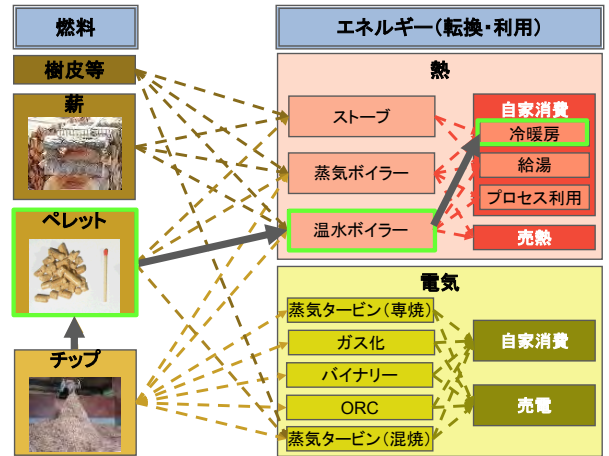 燃料
エネルギー(転換・利用)
樹皮等
薪
ペレット
チップ
熱
ストーブ
蒸気ボイラー
温水ボイラー
自家消費
冷暖房
給湯
プロセス利用
売熱
電気
蒸気タービン(専焼)
ガス化
バイナリー
ORC
蒸気タービン(混焼)
自家消費
売電